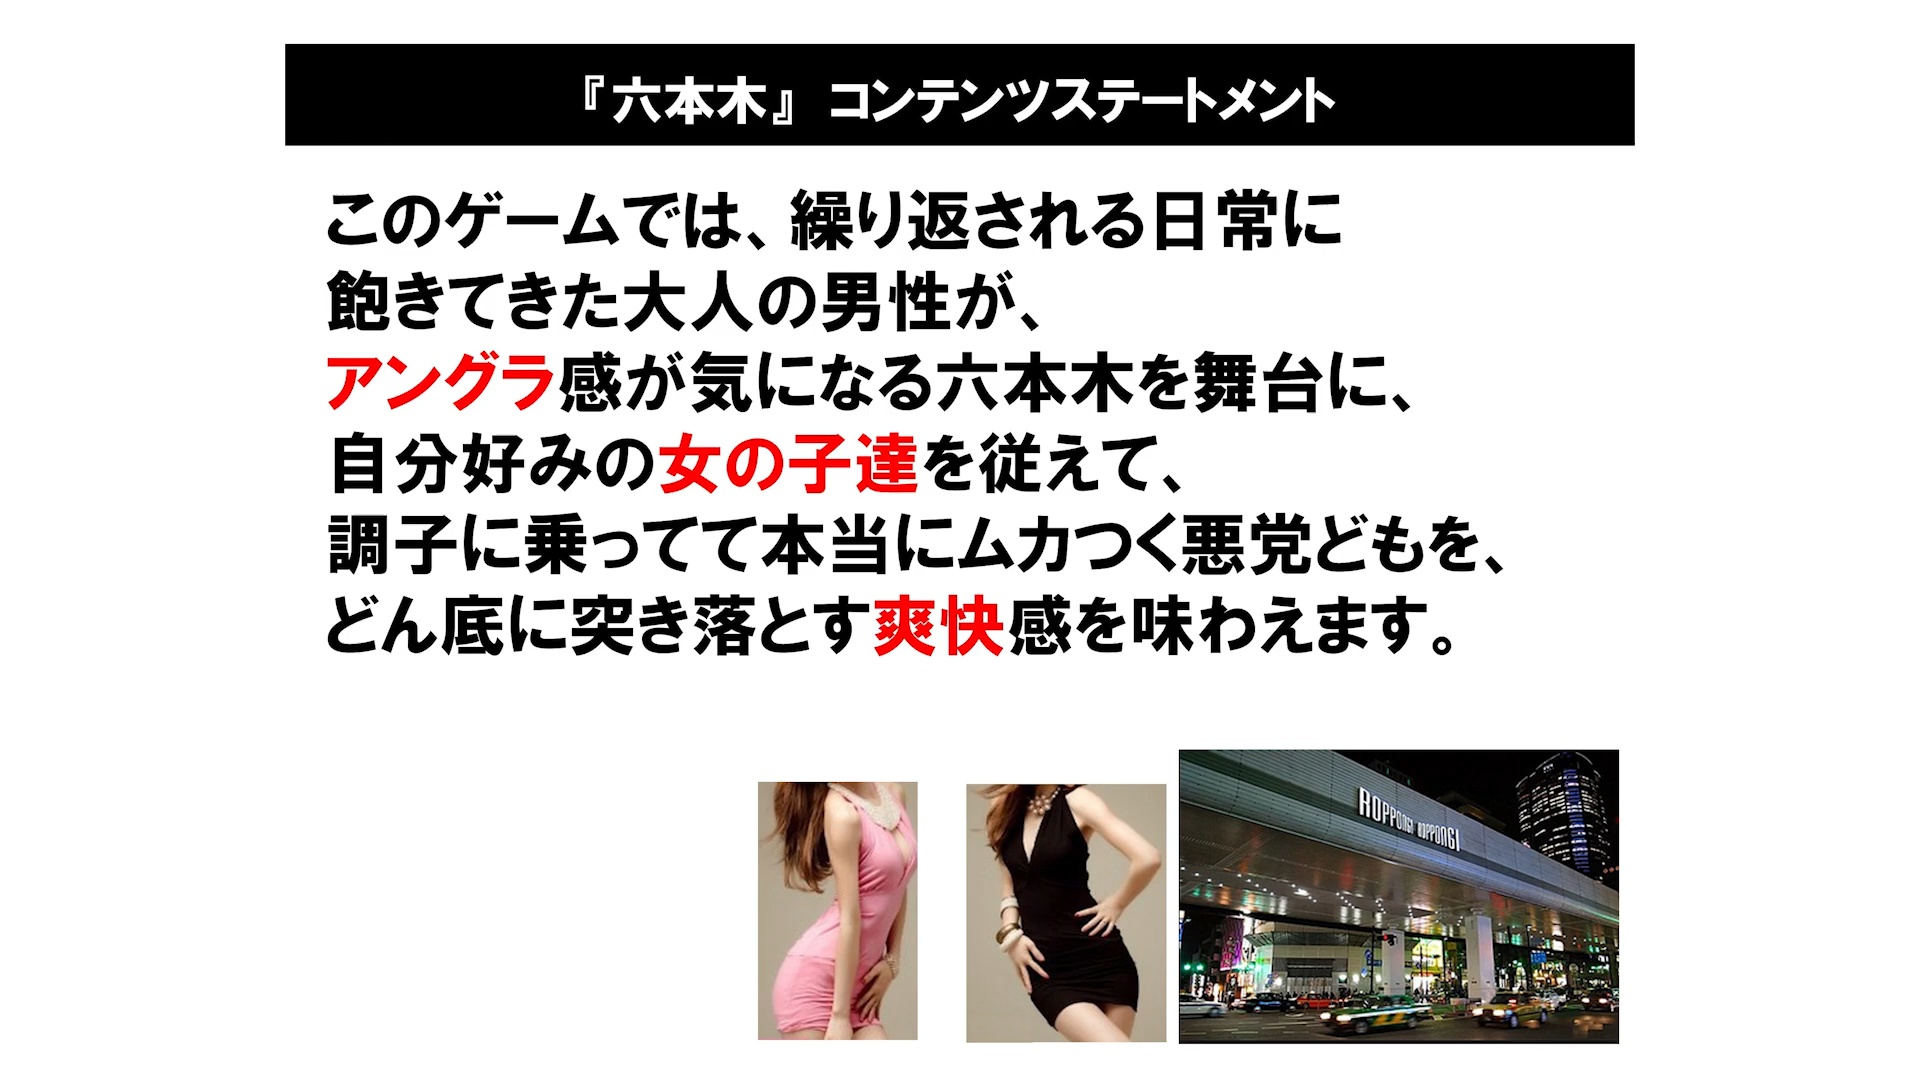 『六本木』 コンテンツステートメント
このゲームでは、繰り返される日常に
飽きてきた大人の男性が、
アングラ感が気になる六本木を舞台に、
自分好みの女の子達を従えて、
調子に乗ってて本当にムカつく悪党どもを、
どん底に突き落とす爽快感を味わえます。
ROPPONGI ROPPONGI